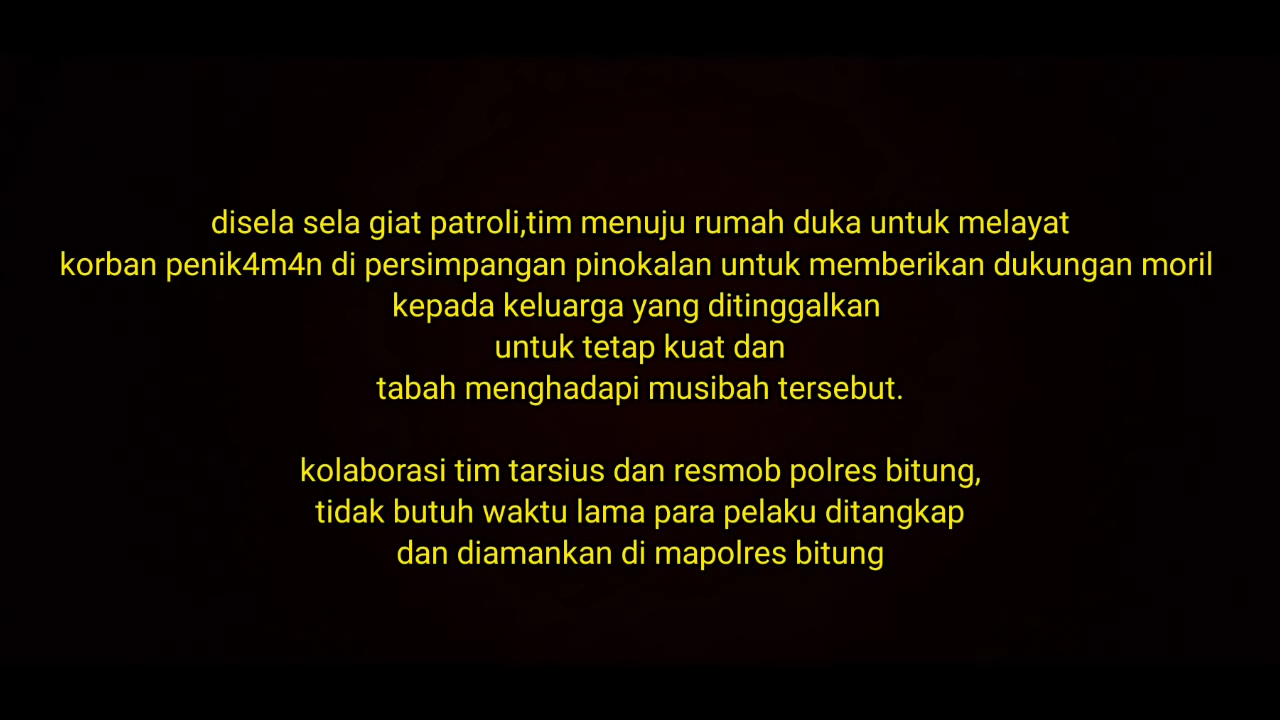 disela sela giat patroli,tim menuju rumah duka untuk melayat
korban penik4m4n di persimpangan pinokalan untuk memberikan dukungan moril
kepada keluarga yang ditinggalkan
untuk tetap kuat dan
tabah menghadapi musibah tersebut.
kolaborasi tim tarsius dan resmob polres bitung,
tidak butuh waktu lama para pelaku ditangkap
dan diamankan di mapolres bitung